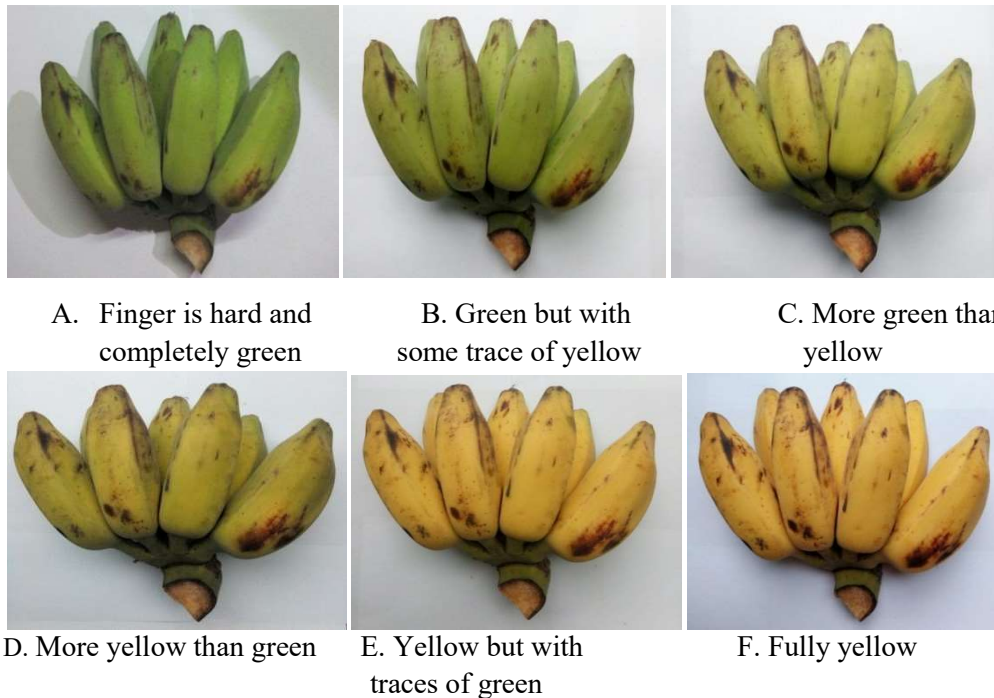 A. Finger is hard and
completely green
B. Green but with
some trace of yellow
C. More green than
yellow
D. More yellow than green
E. Yellow but with
traces of green
F. Fully yellow